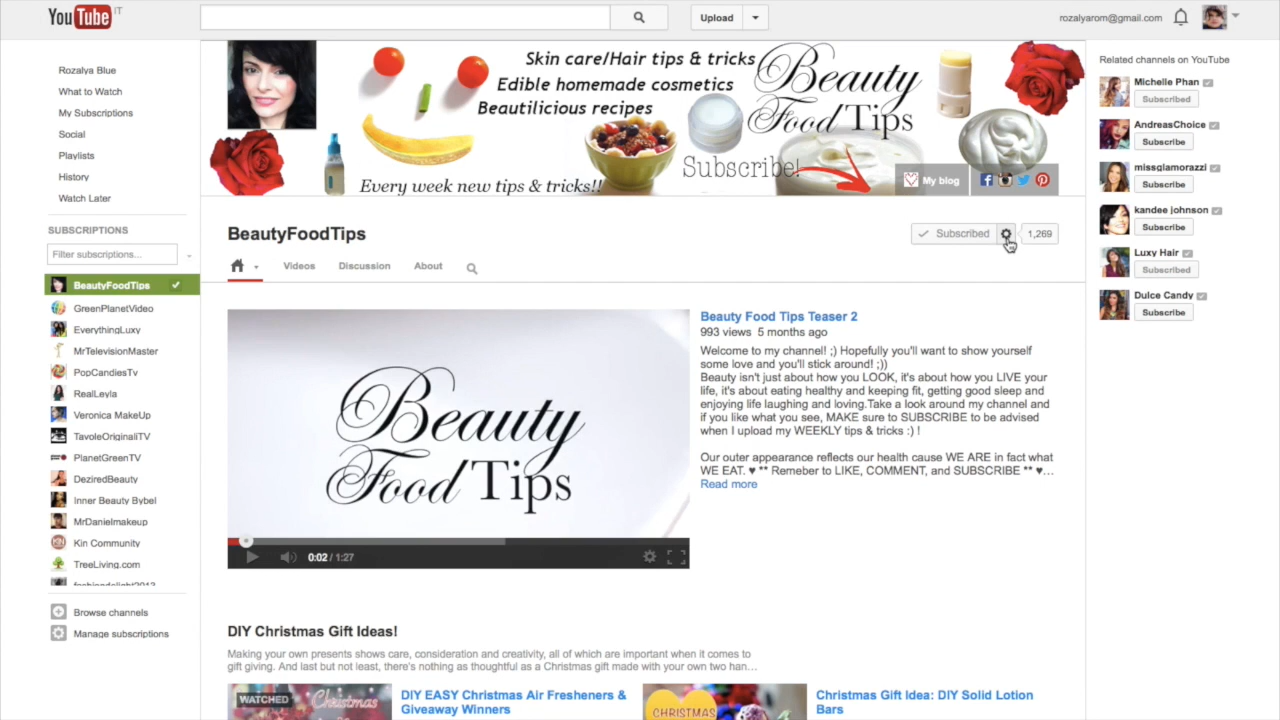 YouTube IT
Upload
rozalyarom@gmail.com
Skin care/Hair tips & tricks
Edible homemade cosmetics
Beautilicious recipes
Beauty
Food Tips
Subscribe!
Every week new tips & tricks!!
My blog
Rozalya Blue
What to Watch
My Subscriptions
Social
Playlists
History
Watch Later
SUBSCRIPTIONS
Filter subscriptions...
BeautyFoodTips
GreenPlanetVideo
EverythingLuxy
MrTelevisionMaster
PopCandiesTv
RealLeyla
Veronica MakeUp
TavoleOriginaliTV
PlanetGreenTV
DeziredBeauty
Inner Beauty Bybel
MrDanielmakeup
Kin Community
TreeLiving.com
Browse channels
Manage subscriptions
BeautyFoodTips
Subscribed
1,269
Videos
Discussion
About
Beauty
Food Tips
0:02 / 1:27
Beauty Food Tips Teaser 2
993 views 5 months ago
Welcome to my channel! ;) Hopefully you'll want to show yourself
some love and you'll stick around! ;))
Beauty isn't just about how you LOOK, it's about how you LIVE your
life, it's about eating healthy and keeping fit, getting good sleep and
enjoying life laughing and loving.Take a look around my channel and
if you like what you see, MAKE sure to SUBSCRIBE to be advised
when I upload my WEEKLY tips & tricks :) !
Our outer appearance reflects our health cause WE ARE in fact what
WE EAT. ♥ ** Remeber to LIKE, COMMENT, and SUBSCRIBE ** ♥...
Read more
DIY Christmas Gift Ideas!
Making your own presents shows care, consideration and creativity, all of which are important when it comes to
gift giving. And last but not least, there's nothing as thoughtful as a Christmas gift made with your own two han...
WATCHED
Christmas
DIY EASY Christmas Air Fresheners &
Giveaway Winners
CHRISTMAS
Christmas Gift Idea: DIY Solid Lotion
Bars
Related channels on YouTube
Michelle Phan
Subscribed
AndreasChoice
Subscribe
missglamorazzi
Subscribe
kandee johnson
Subscribe
Luxy Hair
Subscribed
Dulce Candy
Subscribe